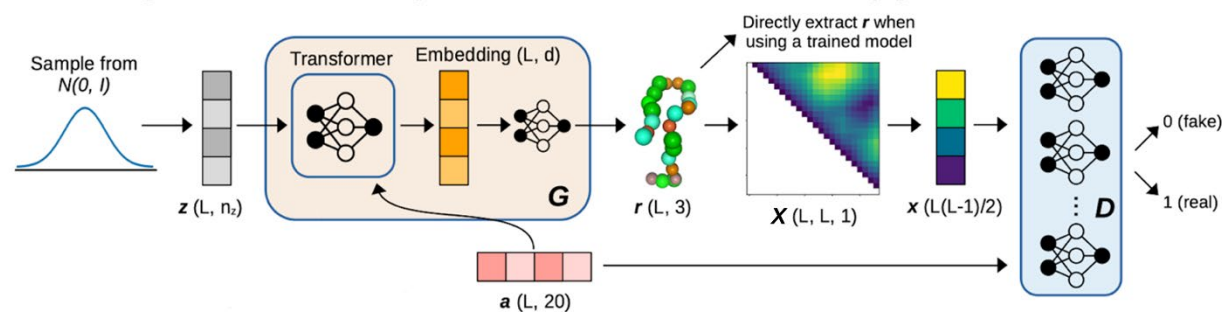 Directly extract r when
using a trained model
Sample from
N(0, I)
Transformer
Embedding (L, d)
G
z (L, n_z)
r (L, 3)
X (L, L, 1)
x (L(L-1)/2)
a (L, 20)
D
0 (fake)
1 (real)